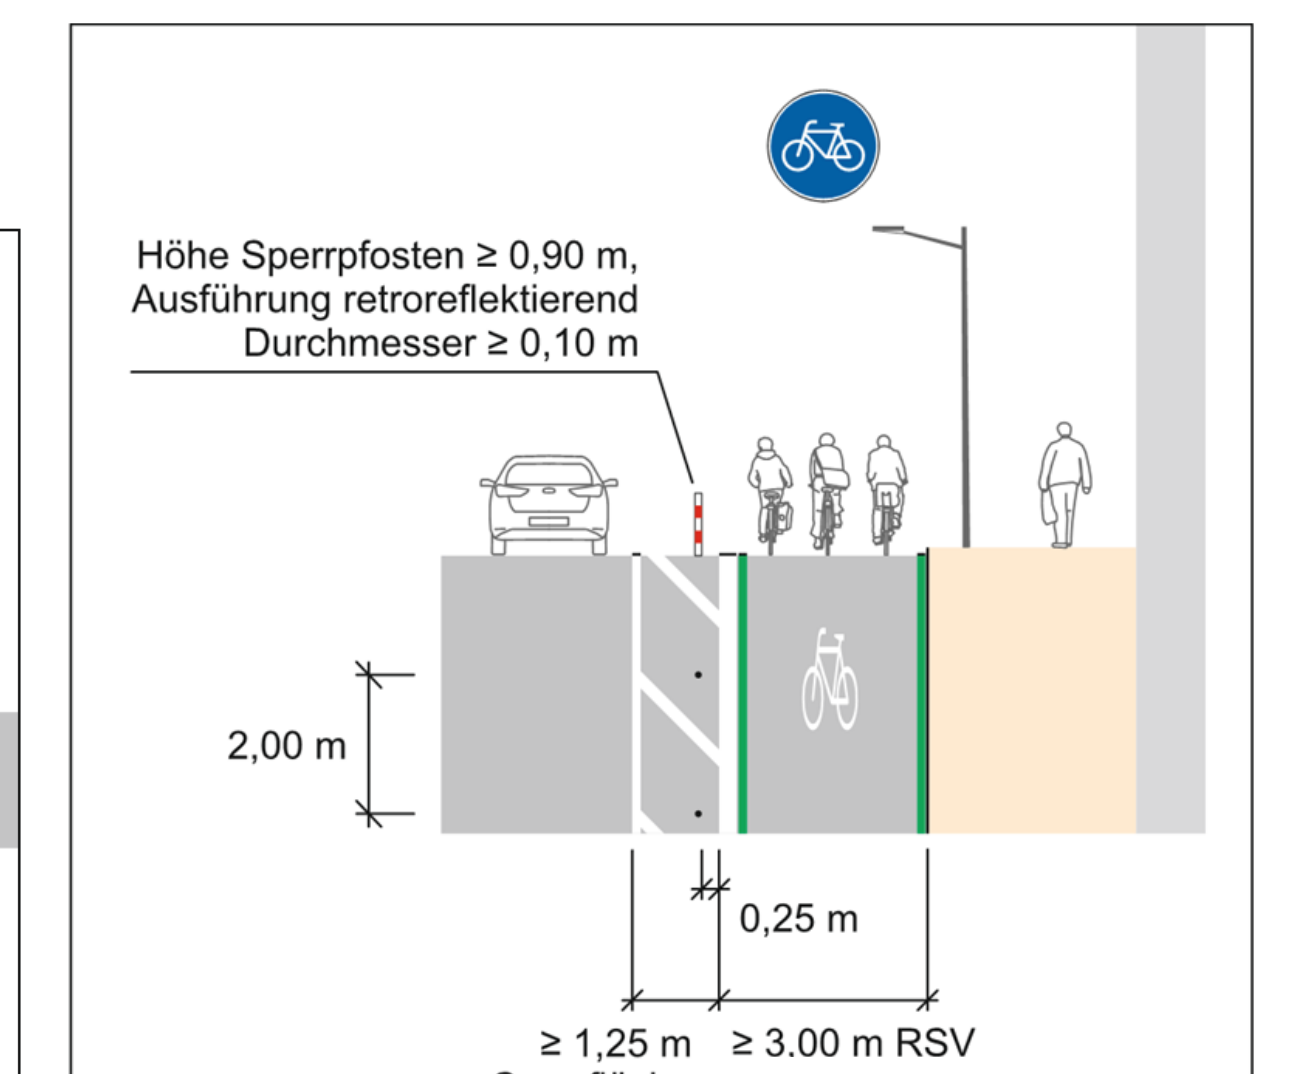 Höhe Sperrpfosten ≥ 0,90 m,
Ausführung retroreflektierend
Durchmesser ≥ 0,10 m
2,00 m
0,25 m
≥ 1,25 m
≥ 3,00 m RSV